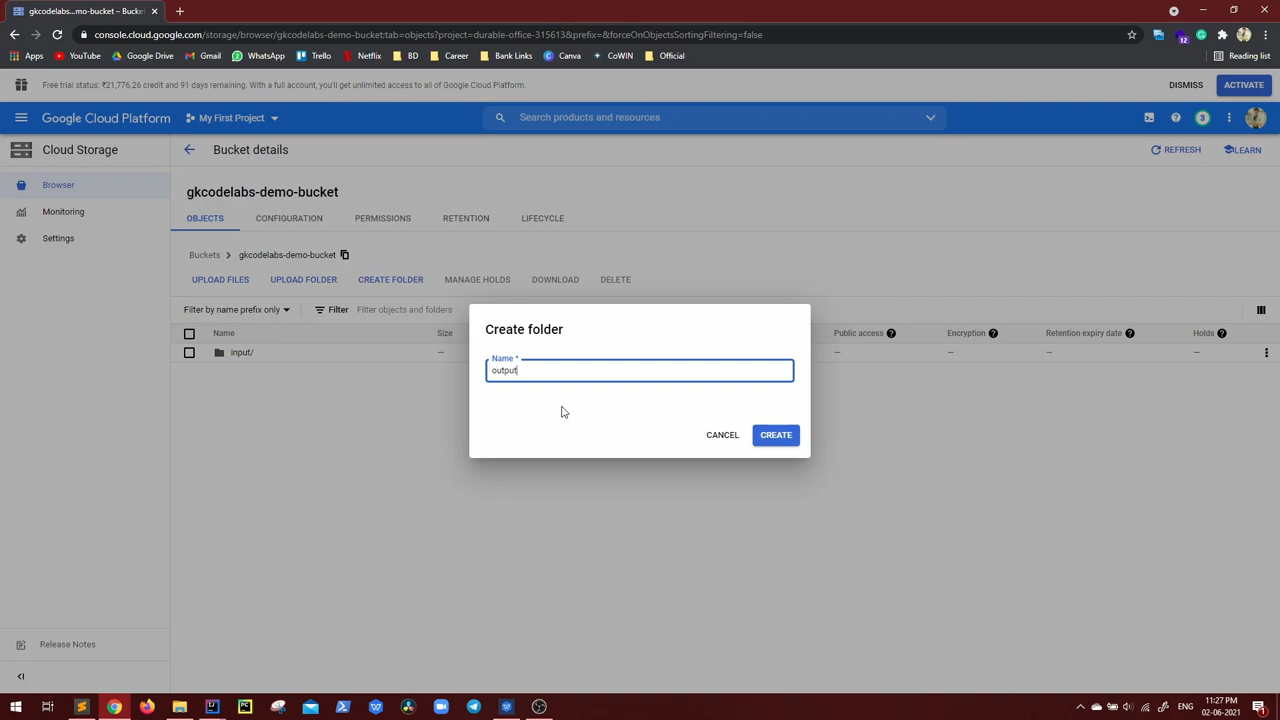 gkcodelabs...mo-bucket – Bucket
console.cloud.google.com/storage/browser/gkcodelabs-demo-bucket;tab=objects?project=durable-office-315613&prefix=&forceOnObjectsSortingFiltering=false
Apps YouTube Google Drive Gmail WhatsApp Trello Netflix BD Career Bank Links Canva CoWIN Official Reading list
Free trial status: ₹21,776.26 credit and 91 days remaining. With a full account, you'll get unlimited access to all of Google Cloud Platform. DISMISS ACTIVATE
Google Cloud Platform My First Project Search products and resources 3
Cloud Storage Bucket details REFRESH LEARN
Browser
gkcodelabs-demo-bucket
Monitoring
OBJECTS CONFIGURATION PERMISSIONS RETENTION LIFECYCLE
Settings
Buckets > gkcodelabs-demo-bucket
UPLOAD FILES UPLOAD FOLDER CREATE FOLDER MANAGE HOLDS DOWNLOAD DELETE
Filter by name prefix only Filter Filter objects and folders
Name Size Public access Encryption Retention expiry date Holds
input/ — — — — —
Create folder
Name *
output
CANCEL CREATE
Release Notes
ENG 11:27 PM
02-06-2021